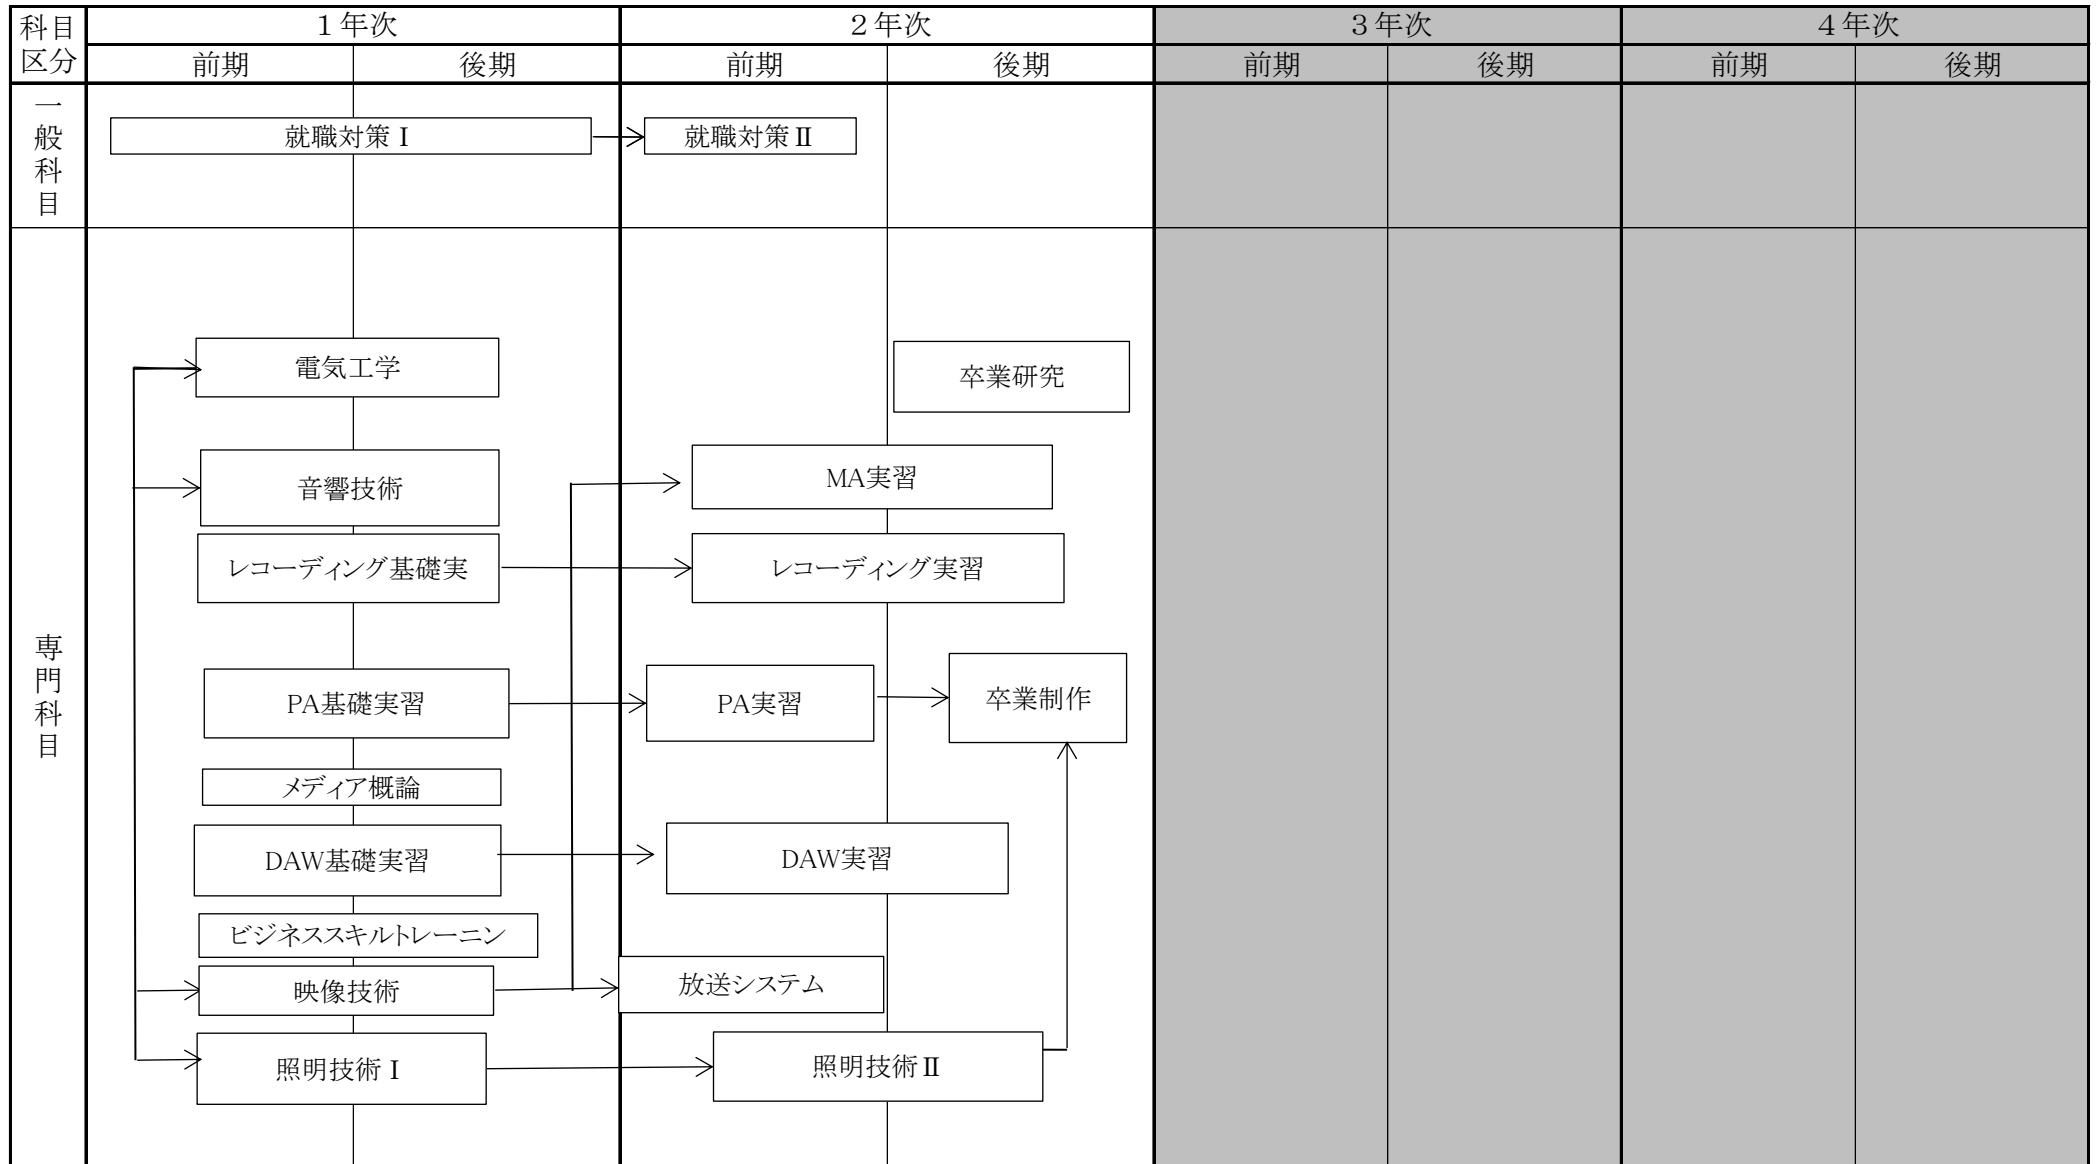 科目
区分
1年次
2年次
3年次
4年次
前期
後期
前期
後期
前期
後期
前期
後期
一般科目
就職対策Ⅰ
就職対策Ⅱ
専門科目
電気工学
卒業研究
音響技術
MA実習
レコーディング基礎実
レコーディング実習
PA基礎実習
PA実習
卒業制作
メディア概論
DAW基礎実習
DAW実習
ビジネススキルトレーニン
映像技術
放送システム
照明技術Ⅰ
照明技術Ⅱ